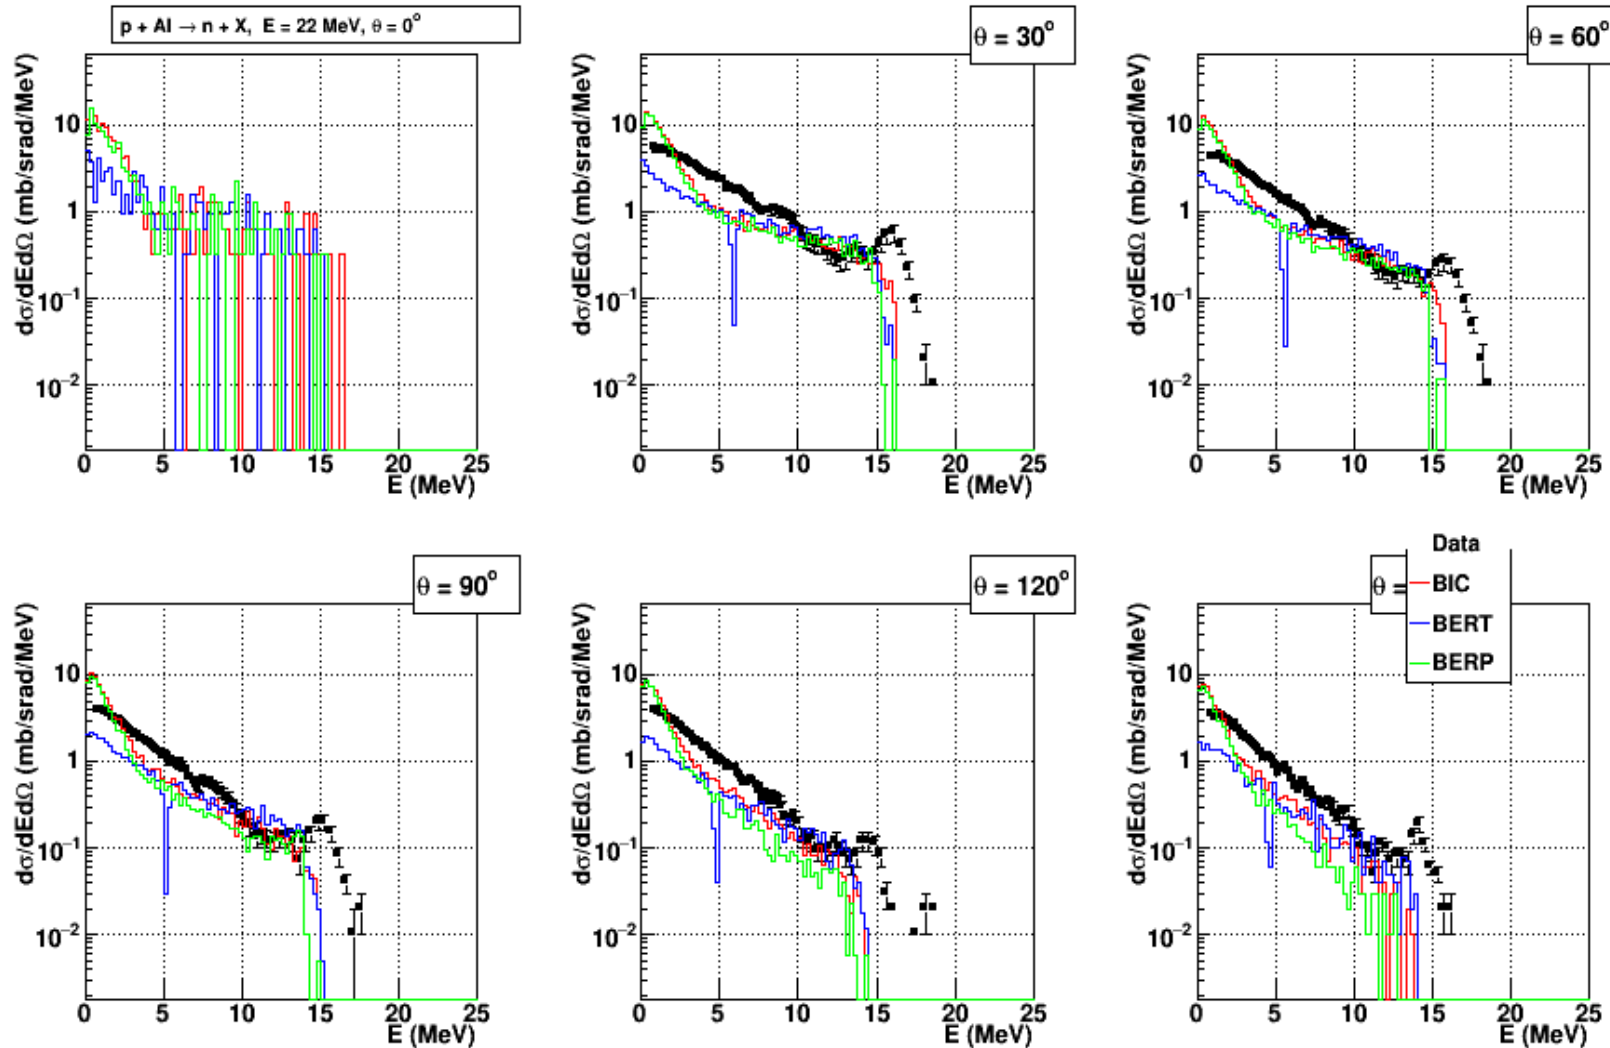 p + Al → n + X, E = 22 MeV, θ = 0°
dσ/dEdΩ (mb/srad/MeV)
10
1
10⁻¹
10⁻²
0 5 10 15 20 25
E (MeV)
θ = 30°
dσ/dEdΩ (mb/srad/MeV)
10
1
10⁻¹
10⁻²
0 5 10 15 20 25
E (MeV)
θ = 60°
dσ/dEdΩ (mb/srad/MeV)
10
1
10⁻¹
10⁻²
0 5 10 15 20 25
E (MeV)
θ = 90°
dσ/dEdΩ (mb/srad/MeV)
10
1
10⁻¹
10⁻²
0 5 10 15 20 25
E (MeV)
θ = 120°
dσ/dEdΩ (mb/srad/MeV)
10
1
10⁻¹
10⁻²
0 5 10 15 20 25
E (MeV)
θ =
Data
BIC
BERT
BERP
dσ/dEdΩ (mb/srad/MeV)
10
1
10⁻¹
10⁻²
0 5 10 15 20 25
E (MeV)